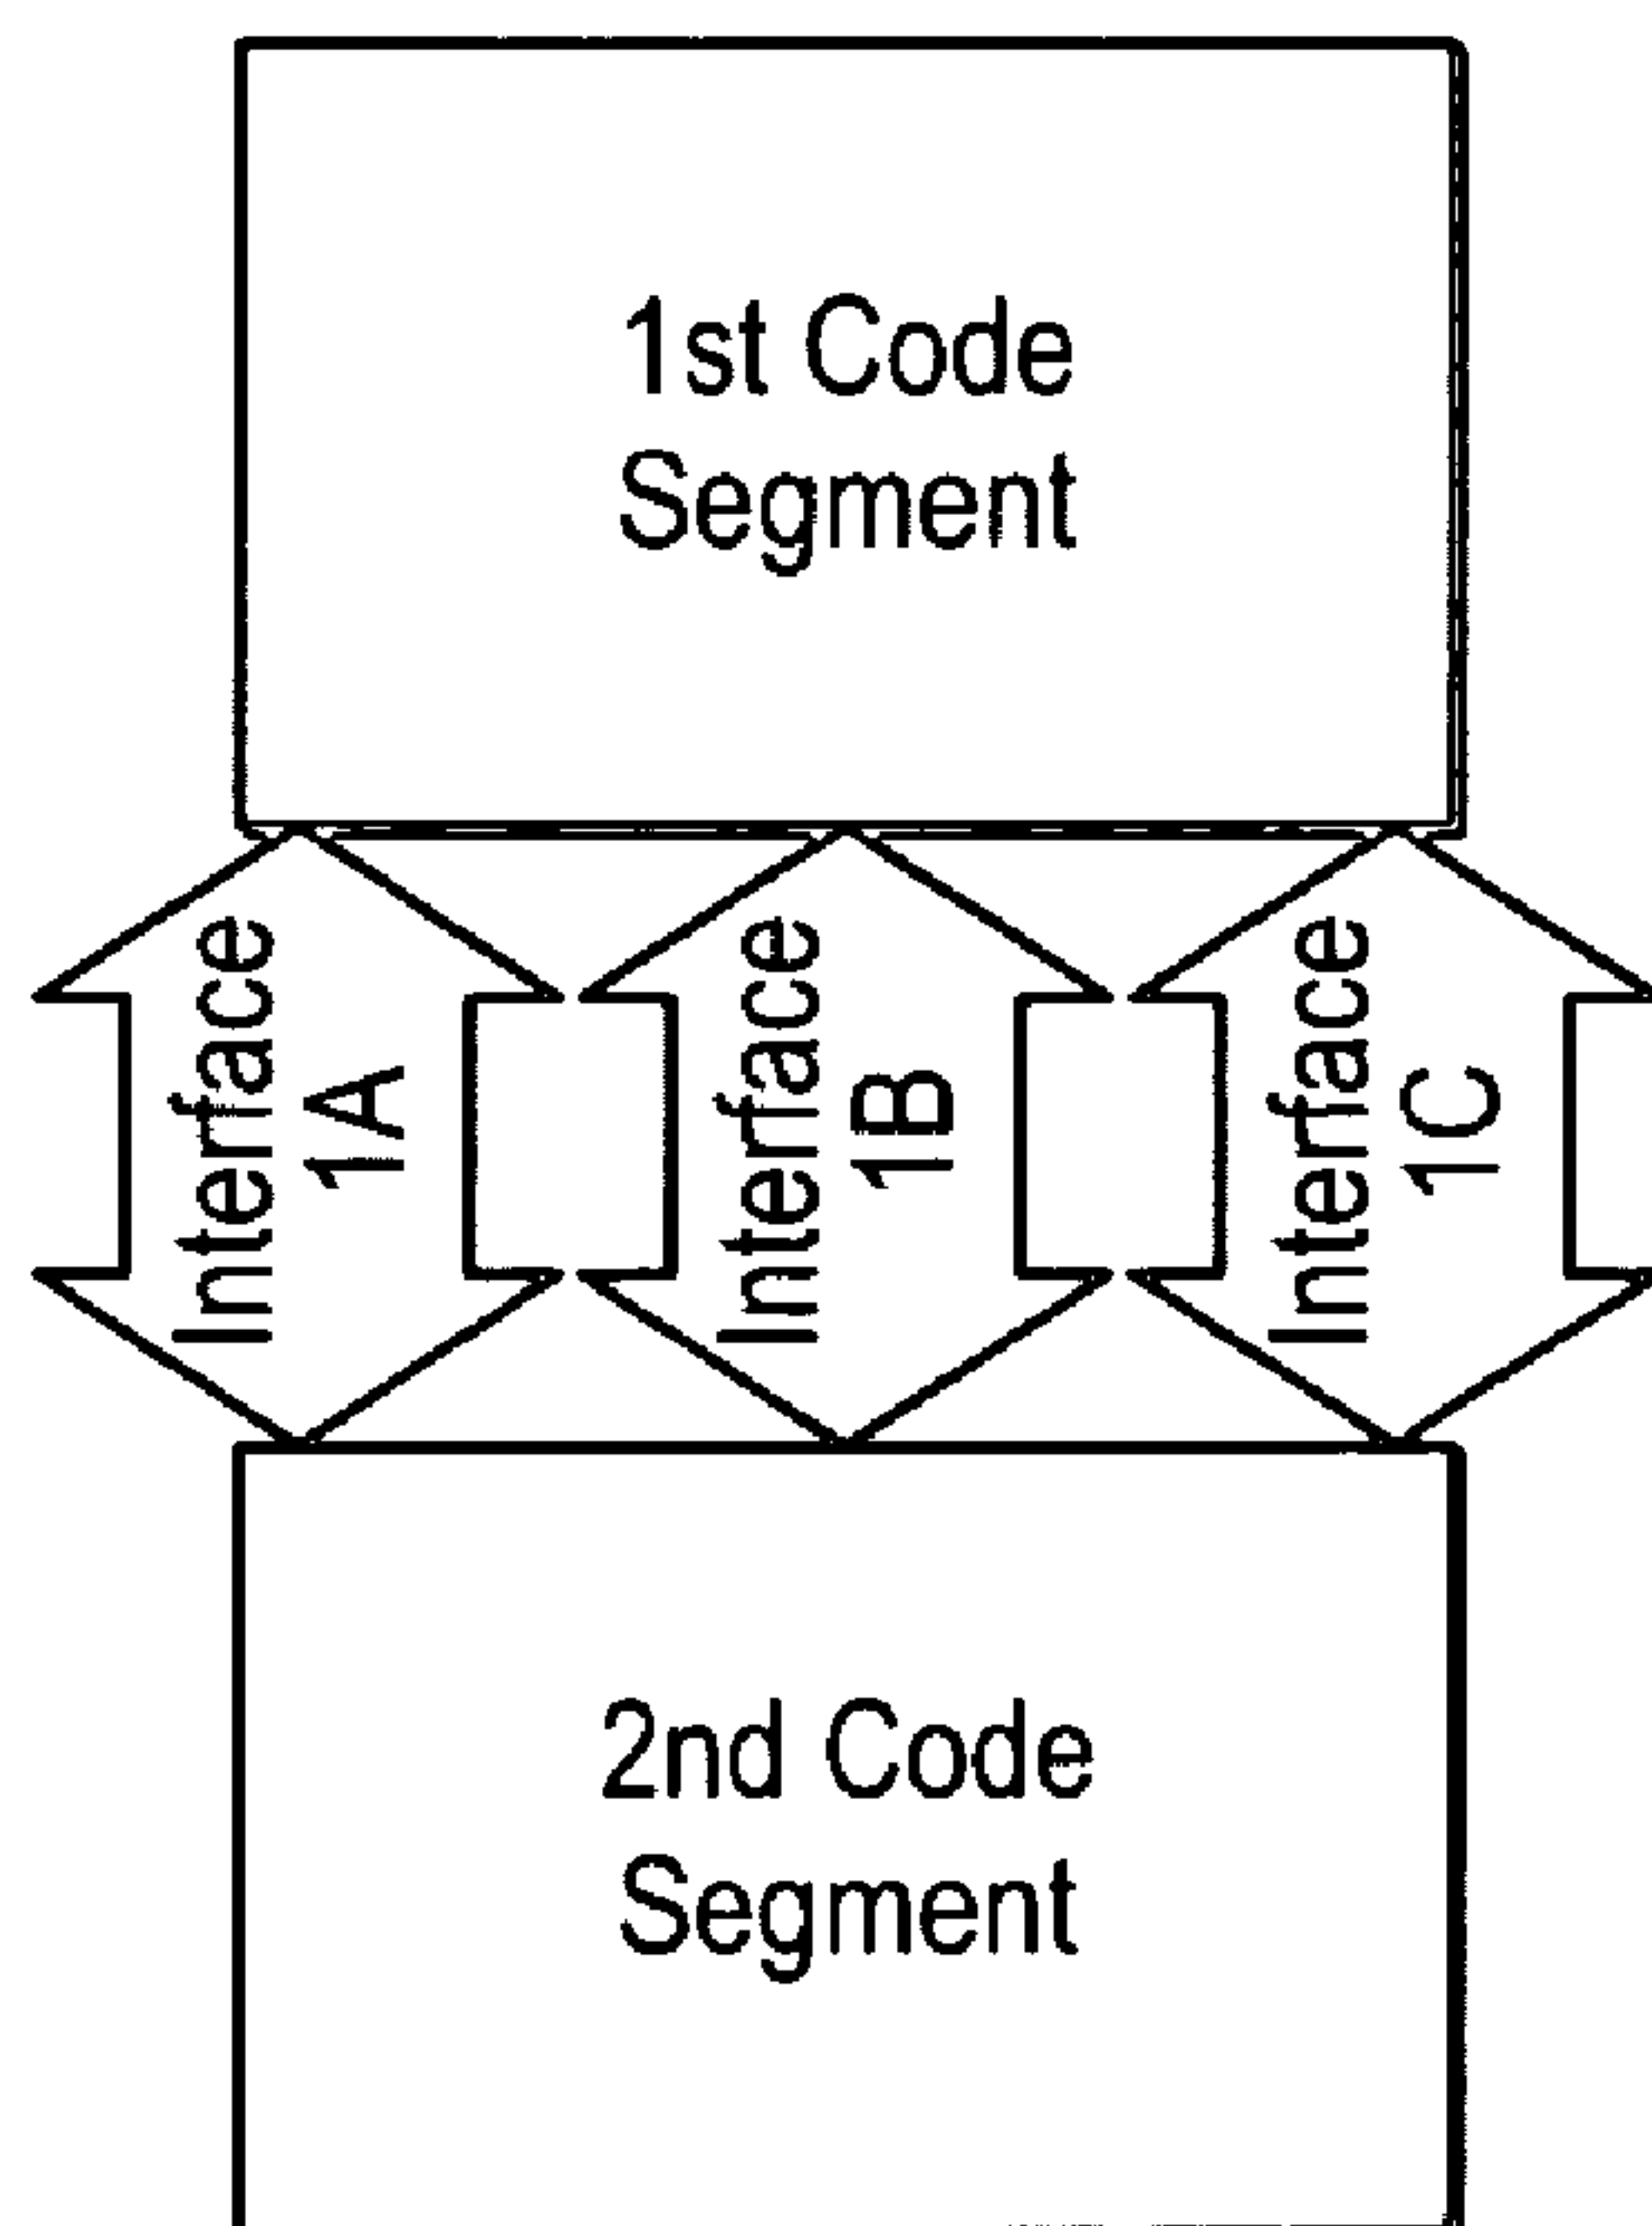 1st Code
Segment
Interface
1A
Interface
1B
Interface
1C
2nd Code
Segment